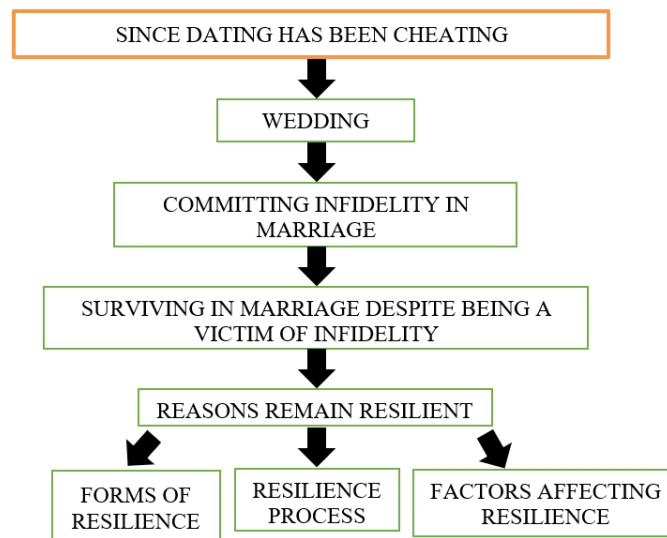 SINCE DATING HAS BEEN CHEATING
WEDDING
COMMITTING INFIDELITY IN
MARRIAGE
SURVIVING IN MARRIAGE DESPITE BEING A
VICTIM OF INFIDELITY
REASONS REMAIN RESILIENT
FORMS OF
RESILIENCE
RESILIENCE
PROCESS
FACTORS AFFECTING
RESILIENCE